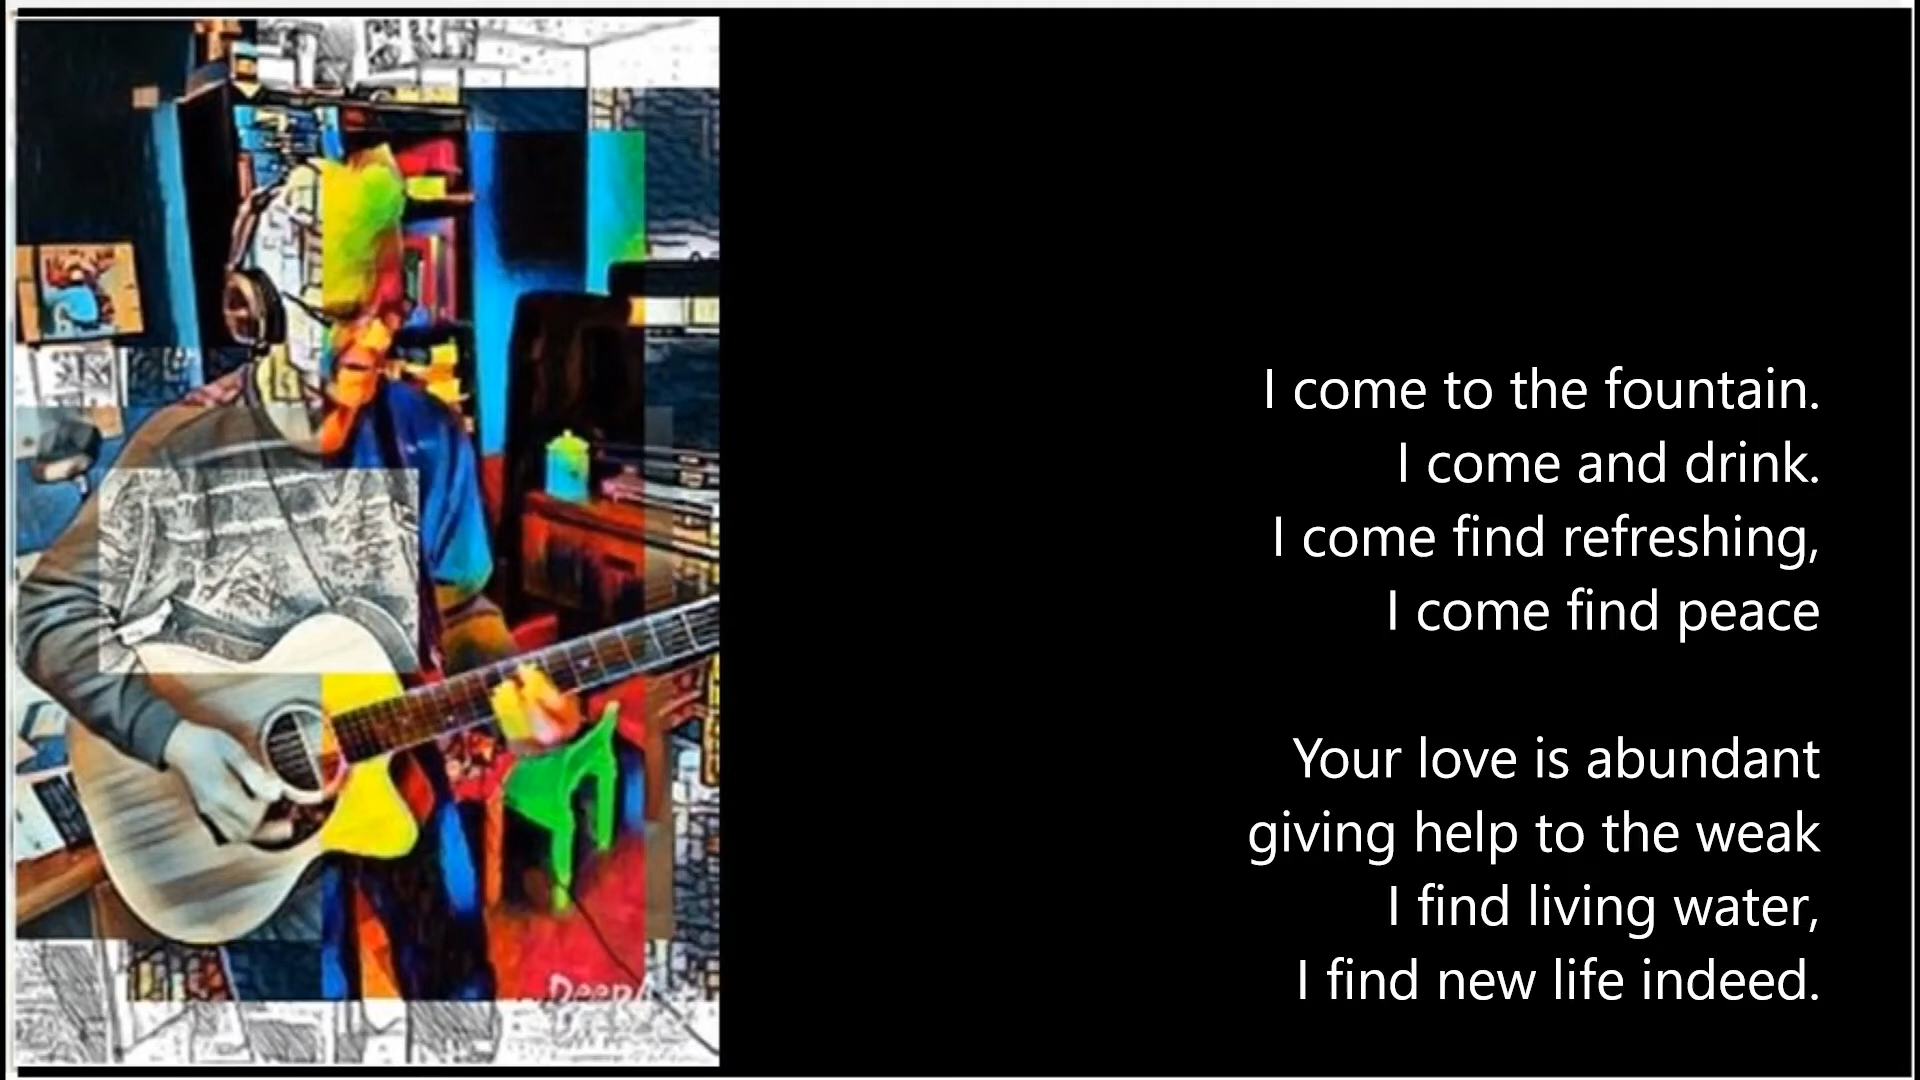 I come to the fountain.
I come and drink.
I come find refreshing,
I come find peace
Your love is abundant
giving help to the weak
I find living water,
I find new life indeed.